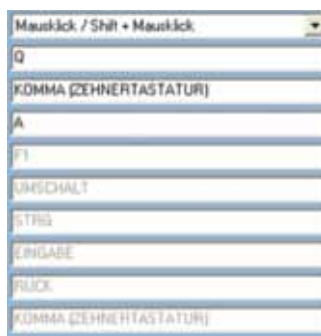 Mausklick / Shift + Mausklick
Q
KOMMA (ZEHNERTASTATUR)
A
F1
UMSCHALT
STRG
EINGABE
RÜCK
KOMMA (ZEHNERTASTATUR)